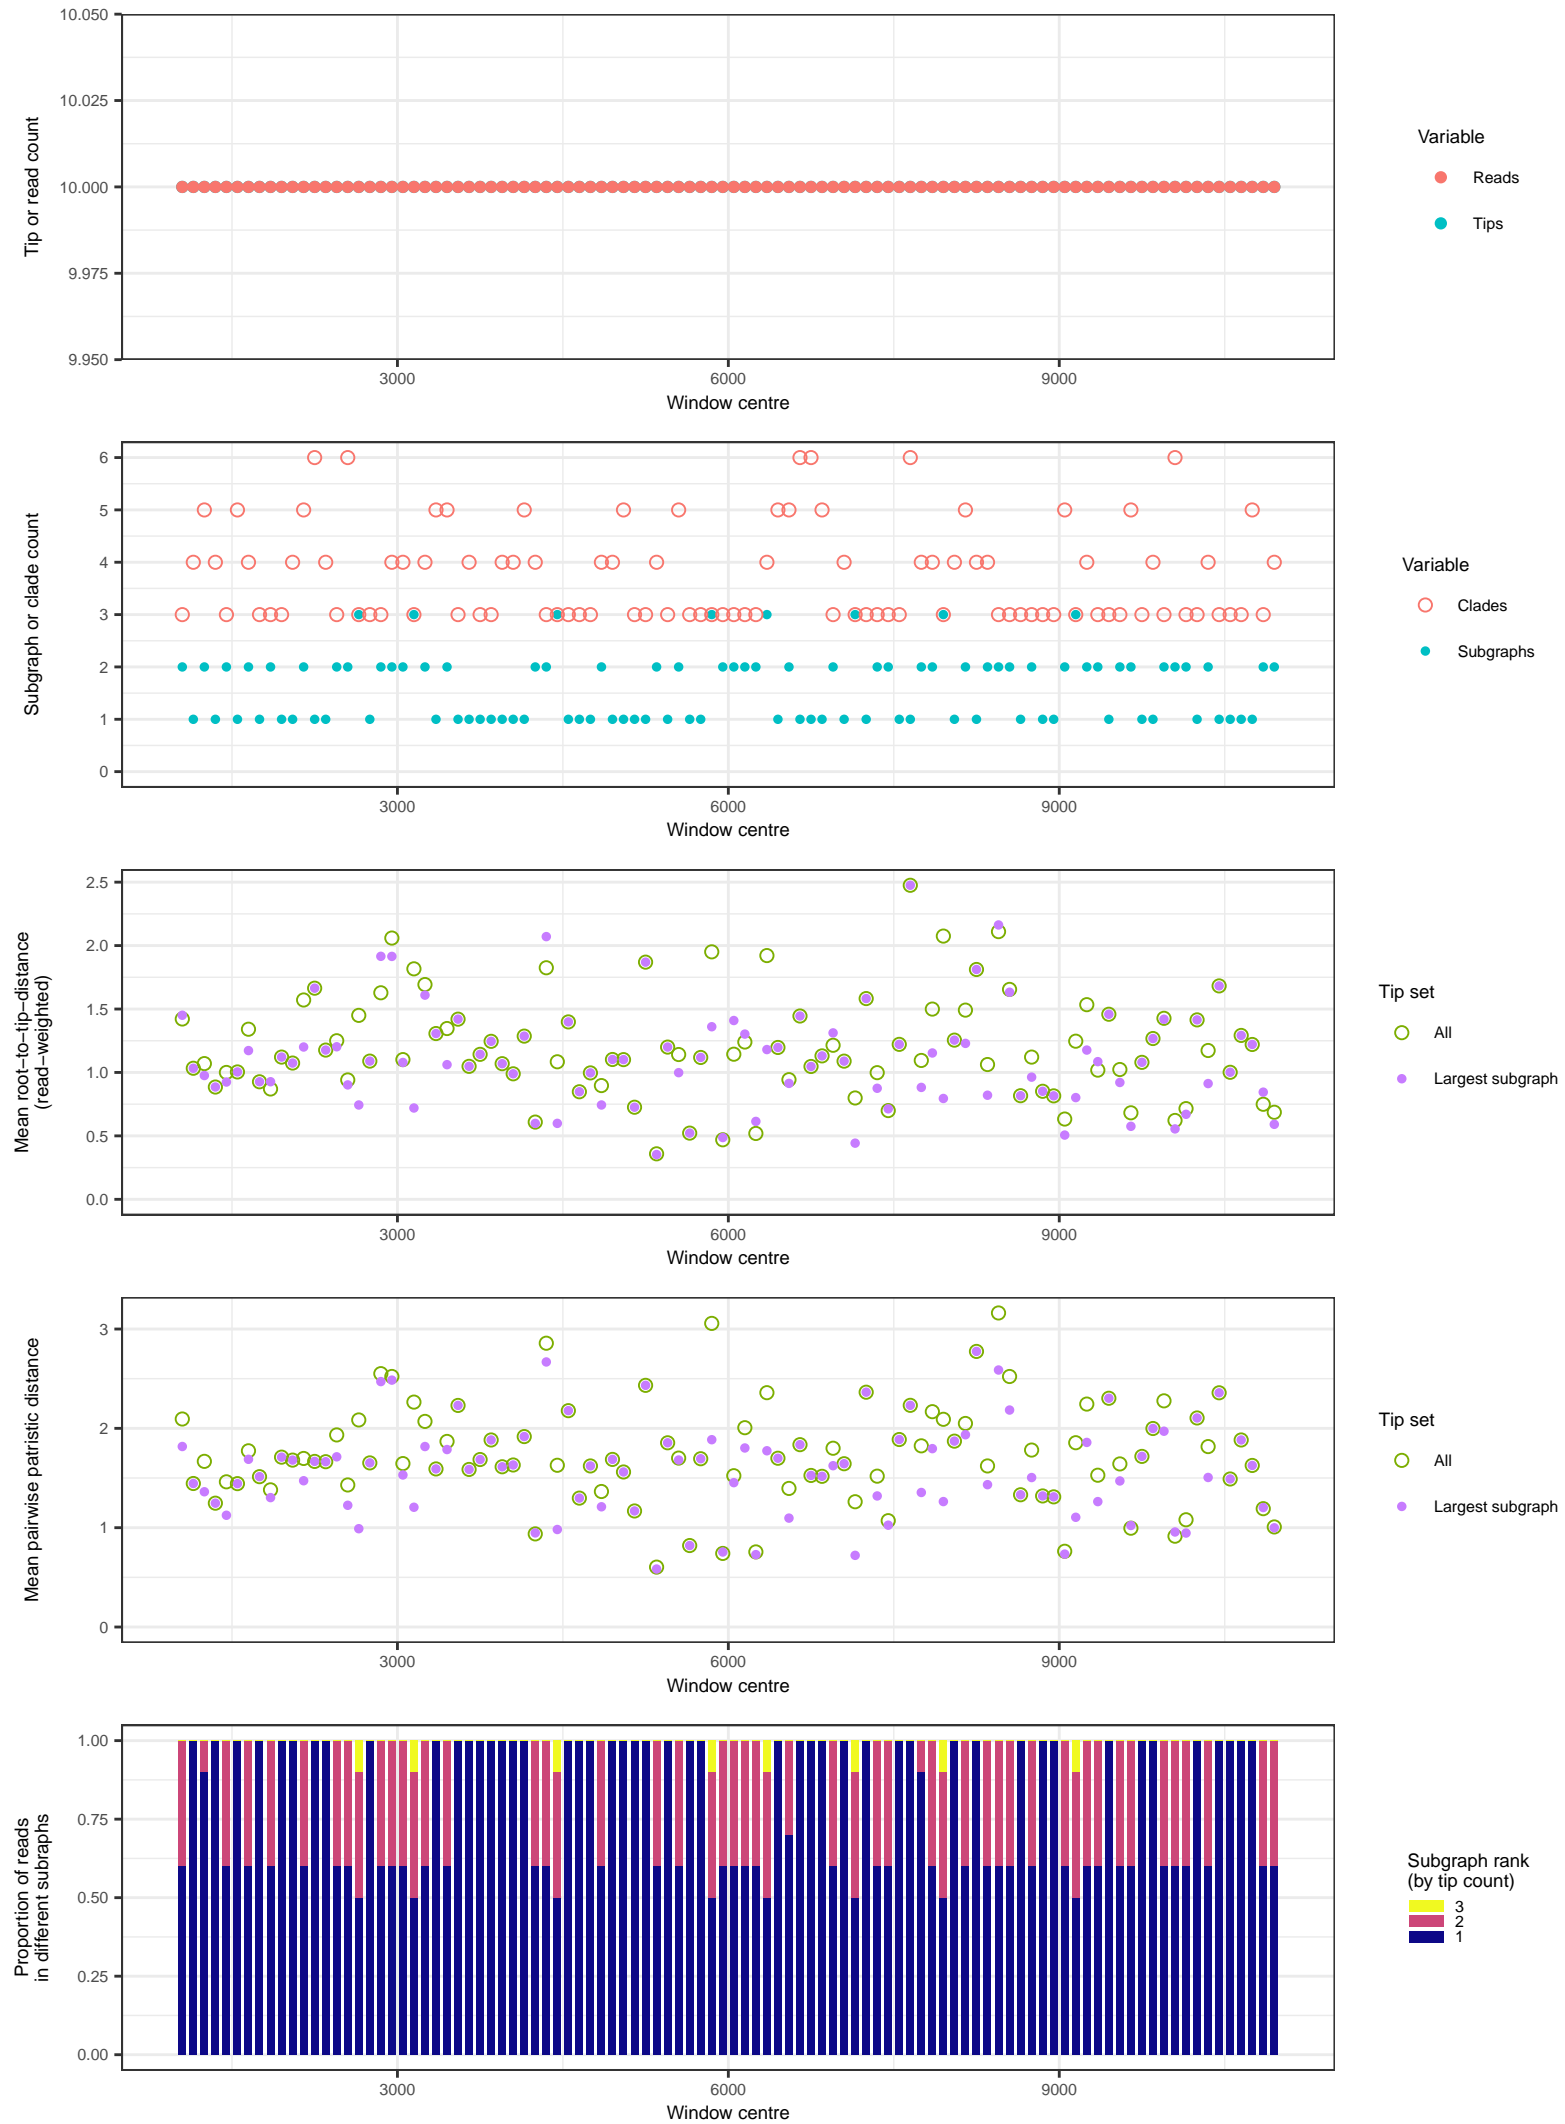 10.050
10.025
10.000
9.975
9.950
Tip or read count
3000 6000 9000
Window centre
Variable
Reads
Tips
6
5
4
3
2
1
0
Subgraph or clade count
3000 6000 9000
Window centre
Variable
Clades
Subgraphs
2.5
2.0
1.5
1.0
0.5
0.0
Mean root−to−tip−distance
(read−weighted)
3000 6000 9000
Window centre
Tip set
All
Largest subgraph
3
2
1
0
Mean pairwise patristic distance
3000 6000 9000
Window centre
Tip set
All
Largest subgraph
1.00
0.75
0.50
0.25
0.00
Proportion of reads
in different subraphs
3000 6000 9000
Window centre
Subgraph rank
(by tip count)
3
2
1